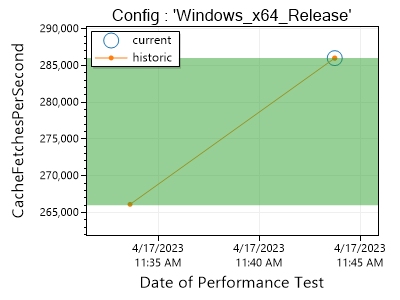 Config : 'Windows_x64_Release'
290,000
285,000
280,000
275,000
270,000
265,000
CacheFetchesPerSecond
current
historic
4/17/2023
11:35 AM
4/17/2023
11:40 AM
4/17/2023
11:45 AM
Date of Performance Test